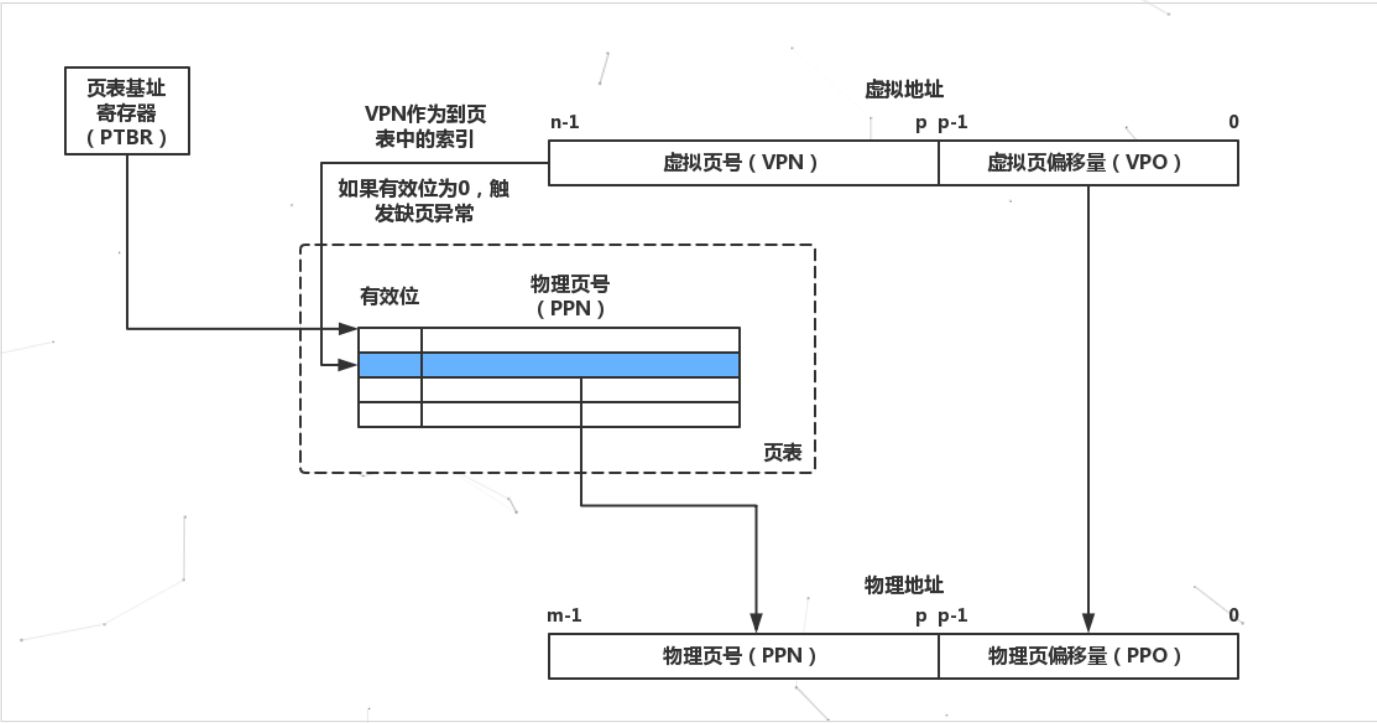 页表基址
寄存器
（PTBR）
VPN作为到页
表中的索引
如果有效位为0，触
发缺页异常
虚拟地址
n-1 p p-1 0
虚拟页号（VPN） 虚拟页偏移量（VPO）
有效位
物理页号
（PPN）
页表
物理地址
m-1 p p-1 0
物理页号（PPN） 物理页偏移量（PPO）